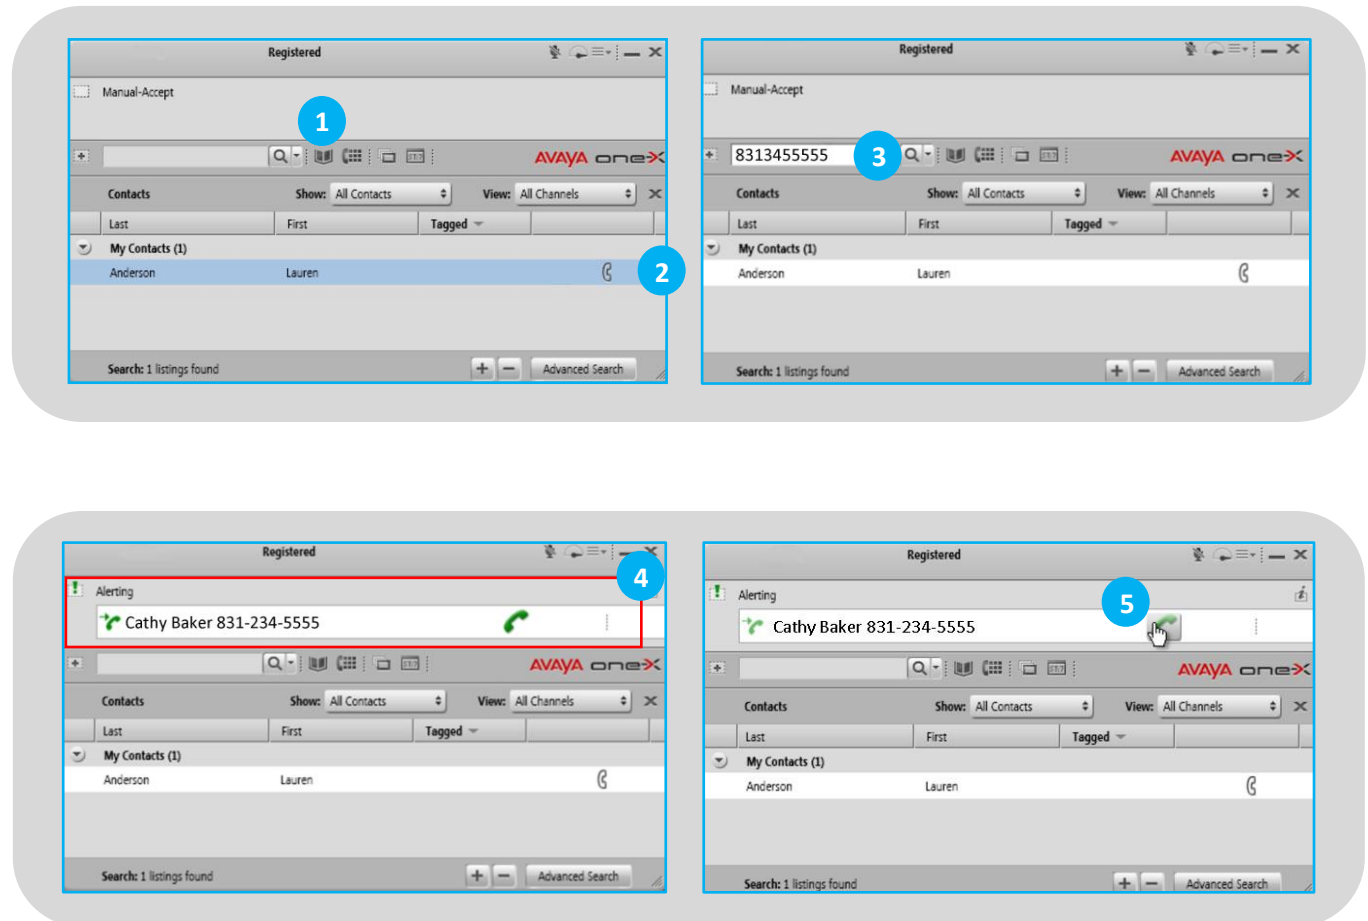 Registered
Manual-Accept
1
AVAYA one-X
Contacts Show: All Contacts View: All Channels
Last First Tagged
My Contacts (1)
Anderson Lauren
2
Search: 1 listings found + − Advanced Search
Registered
Manual-Accept
8313455555 3 AVAYA one-X
Contacts Show: All Contacts View: All Channels
Last First Tagged
My Contacts (1)
Anderson Lauren
Search: 1 listings found + − Advanced Search
Registered
4
Alerting
Cathy Baker 831-234-5555
AVAYA one-X
Contacts Show: All Contacts View: All Channels
Last First Tagged
My Contacts (1)
Anderson Lauren
Search: 1 listings found + − Advanced Search
Registered
Alerting
5
Cathy Baker 831-234-5555
AVAYA one-X
Contacts Show: All Contacts View: All Channels
Last First Tagged
My Contacts (1)
Anderson Lauren
Search: 1 listings found + − Advanced Search